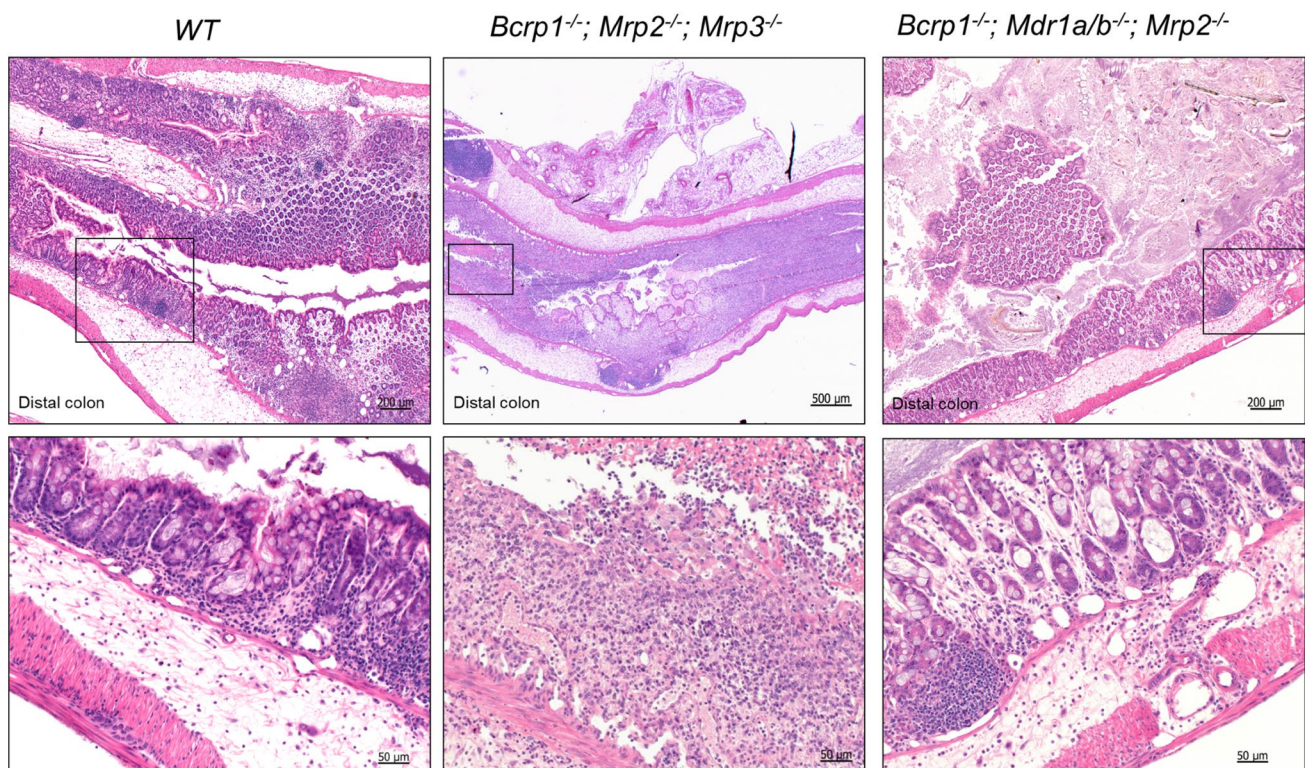 WT
Bcrp1-/-; Mrp2-/-; Mrp3-/-
Bcrp1-/-; Mdr1a/b-/-; Mrp2-/-
Distal colon
200 µm
Distal colon
500 µm
Distal colon
200 µm
50 µm
50 µm
50 µm